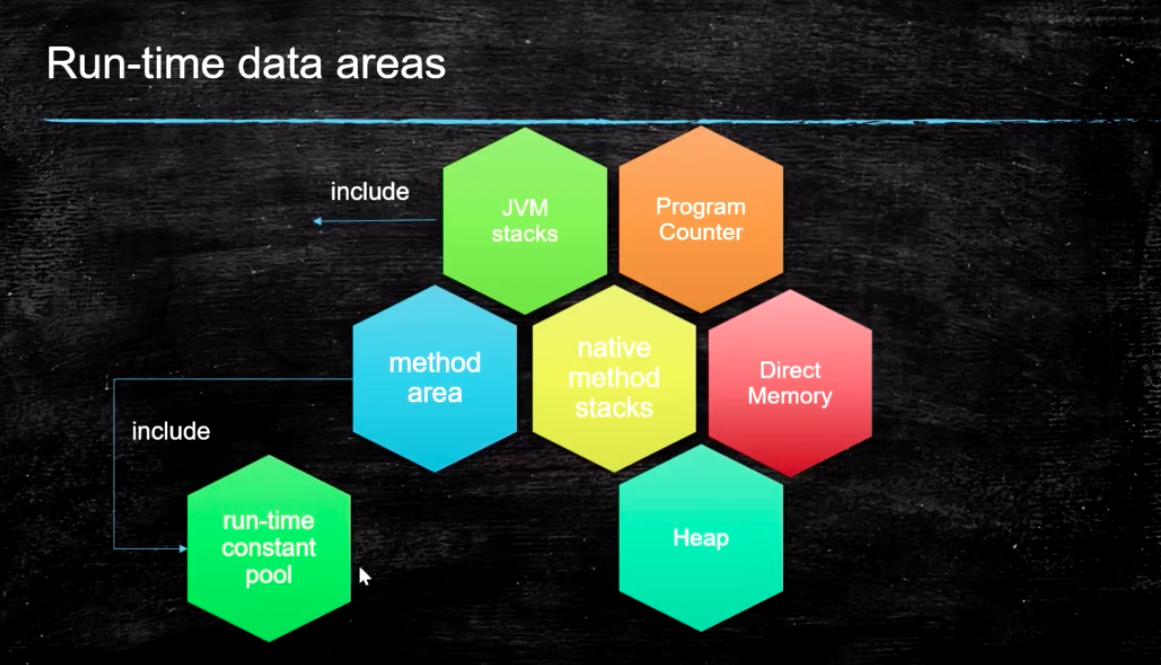 Run-time data areas
include
JVM
stacks
Program
Counter
method
area
native
method
stacks
Direct
Memory
include
run-time
constant
pool
Heap